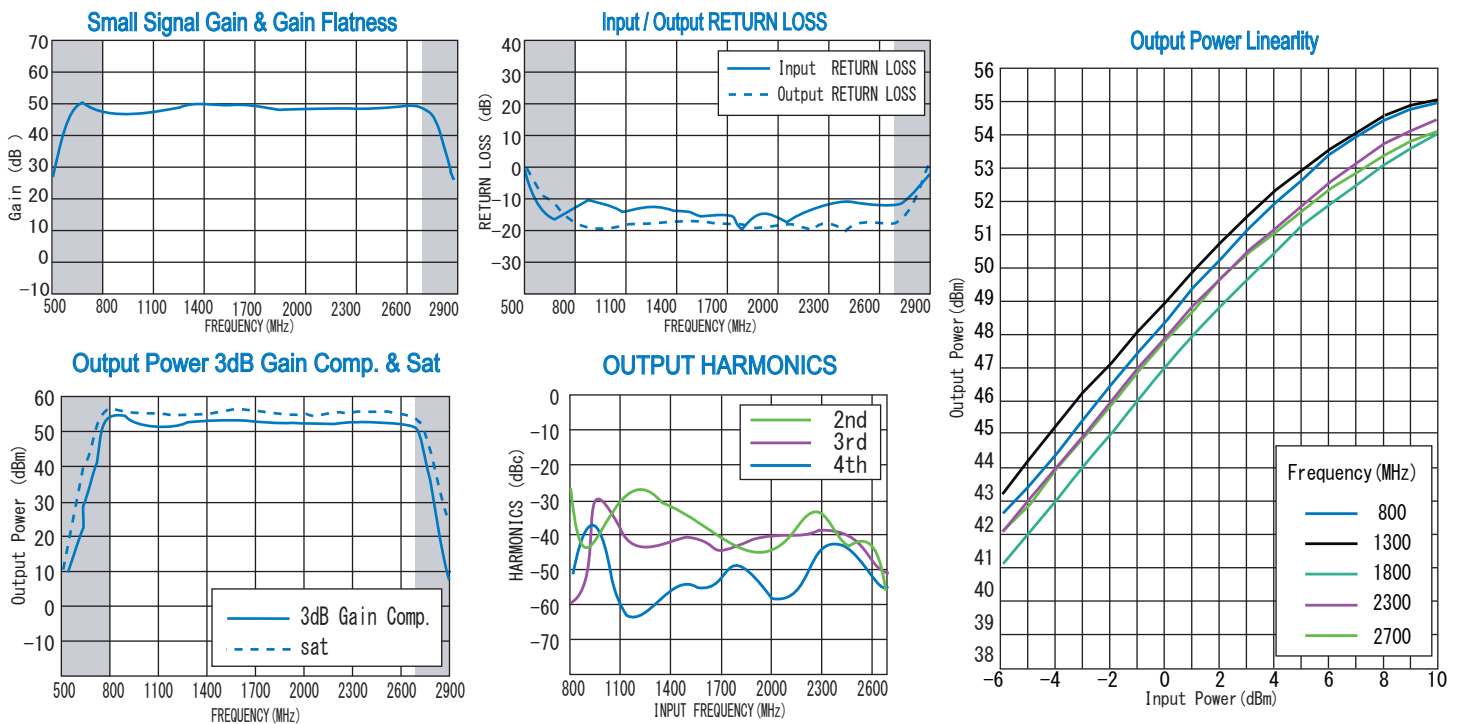 Small Signal Gain & Gain Flatness
70
60
50
40
30
20
10
0
−10
Gain (dB)
500 800 1100 1400 1700 2000 2300 2600 2900
FREQUENCY(MHz)
Input / Output RETURN LOSS
40
30
20
10
0
−10
−20
−30
RETURN LOSS (dB)
Input RETURN LOSS
Output RETURN LOSS
500 800 1100 1400 1700 2000 2300 2600 2900
FREQUENCY(MHz)
Output Power 3dB Gain Comp. & Sat
60
50
40
30
20
10
0
−10
Output Power (dBm)
3dB Gain Comp.
sat
500 800 1100 1400 1700 2000 2300 2600 2900
FREQUENCY(MHz)
OUTPUT HARMONICS
0
−10
−20
−30
−40
−50
−60
−70
HARMONICS (dBc)
2nd
3rd
4th
800 1100 1400 1700 2000 2300 2600
INPUT FREQUENCY(MHz)
Output Power Linearlity
56
55
54
53
52
51
50
49
48
47
46
45
44
43
42
41
40
39
38
Output Power(dBm)
Frequency(MHz)
800
1300
1800
2300
2700
−6 −4 −2 0 2 4 6 8 10
Input Power(dBm)